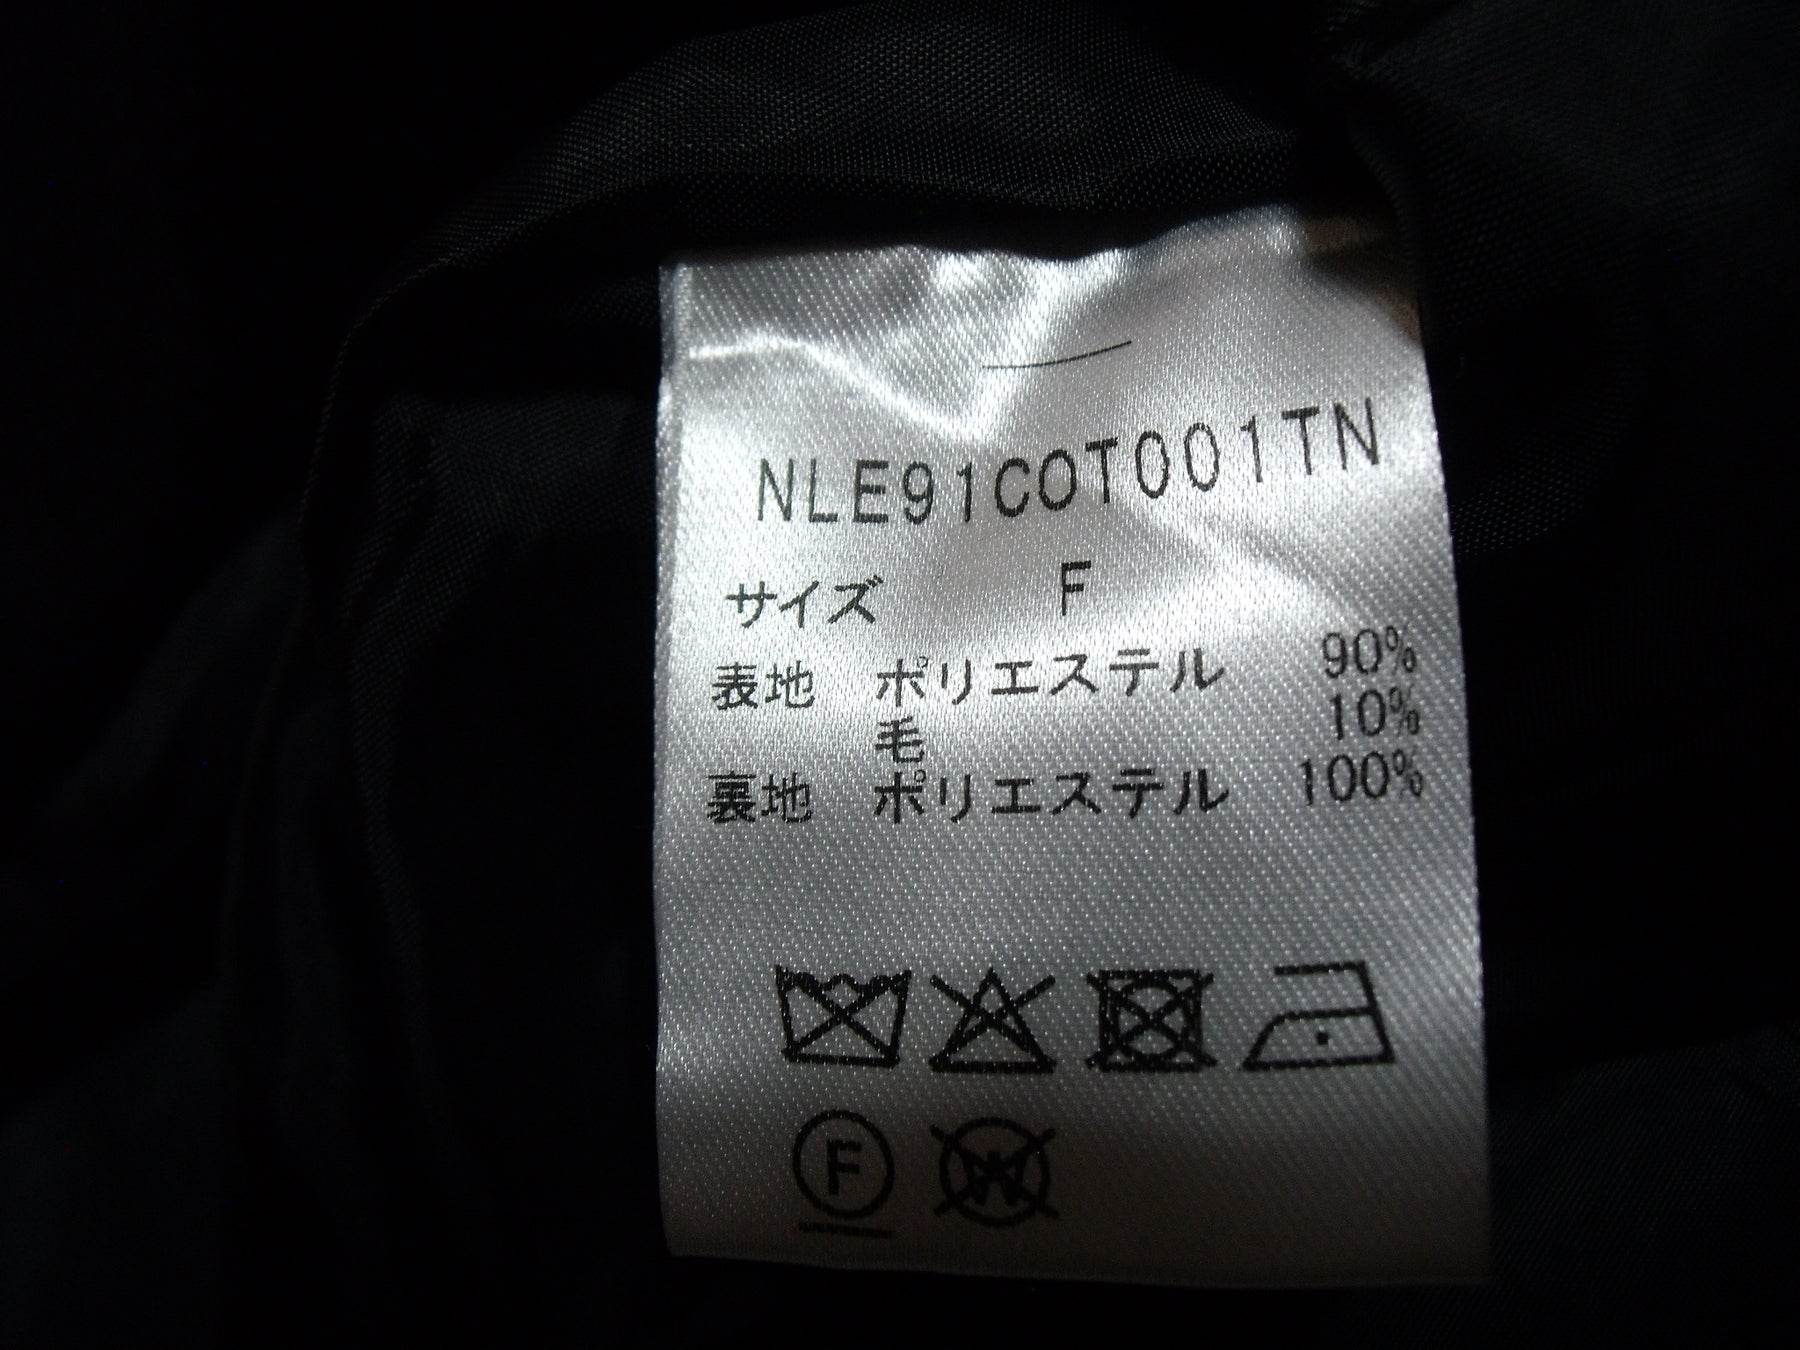 NLE91COT001TN
サイズ F
表地 ポリエステル 90%
毛 10%
裏地 ポリエステル 100%
F W